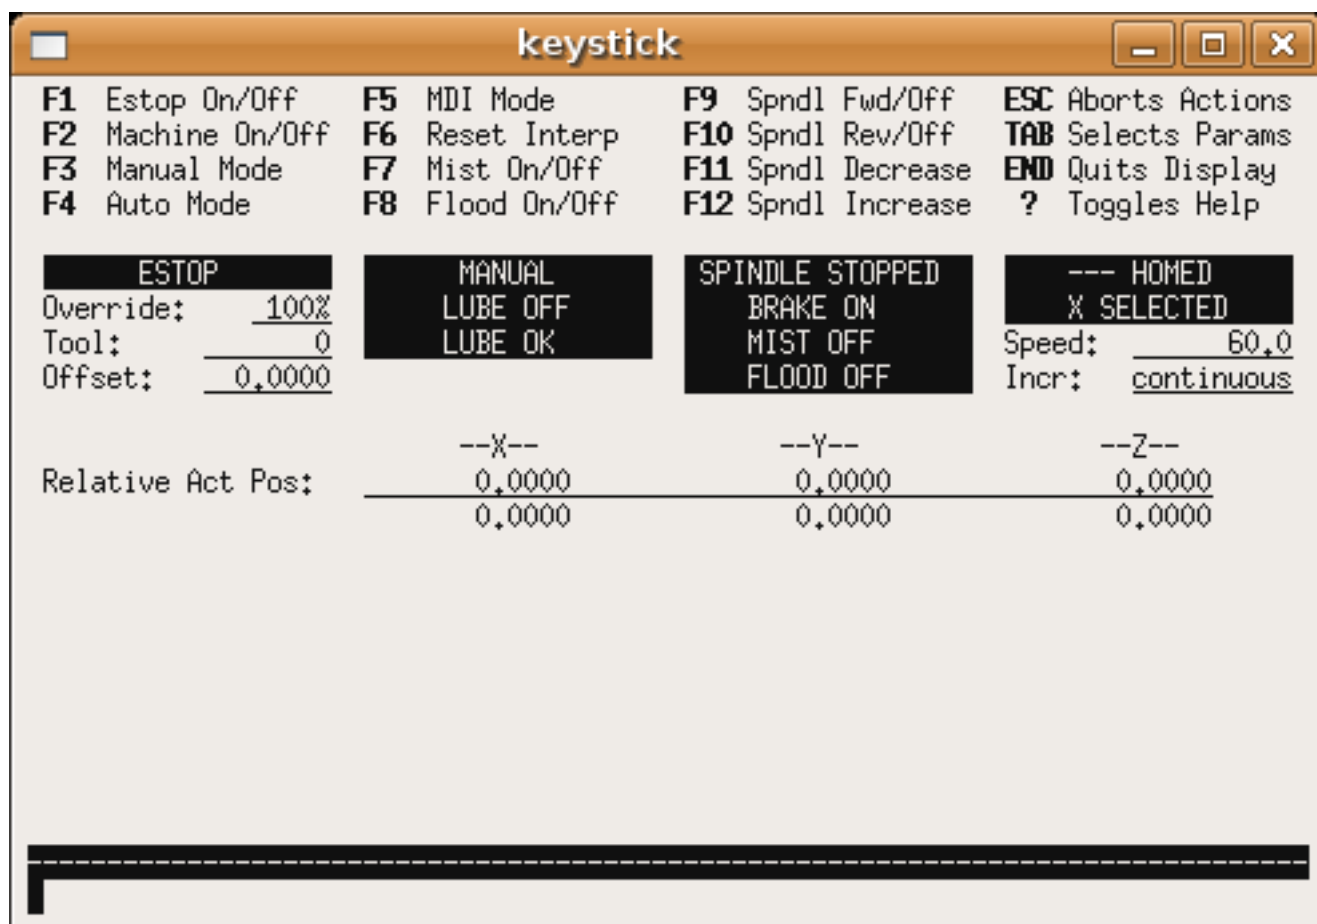 keystick
F1 Estop On/Off F5 MDI Mode F9 Spndl Fwd/Off ESC Aborts Actions
F2 Machine On/Off F6 Reset Interp F10 Spndl Rev/Off TAB Selects Params
F3 Manual Mode F7 Mist On/Off F11 Spndl Decrease END Quits Display
F4 Auto Mode F8 Flood On/Off F12 Spndl Increase ? Toggles Help
ESTOP MANUAL SPINDLE STOPPED --- HOMED
Override: 100% LUBE OFF BRAKE ON X SELECTED
Tool: 0 LUBE OK MIST OFF Speed: 60.0
Offset: 0.0000 FLOOD OFF Incr: continuous
--X-- --Y-- --Z--
Relative Act Pos: 0.0000 0.0000 0.0000
0.0000 0.0000 0.0000
--------------------------------------------------------------------------------